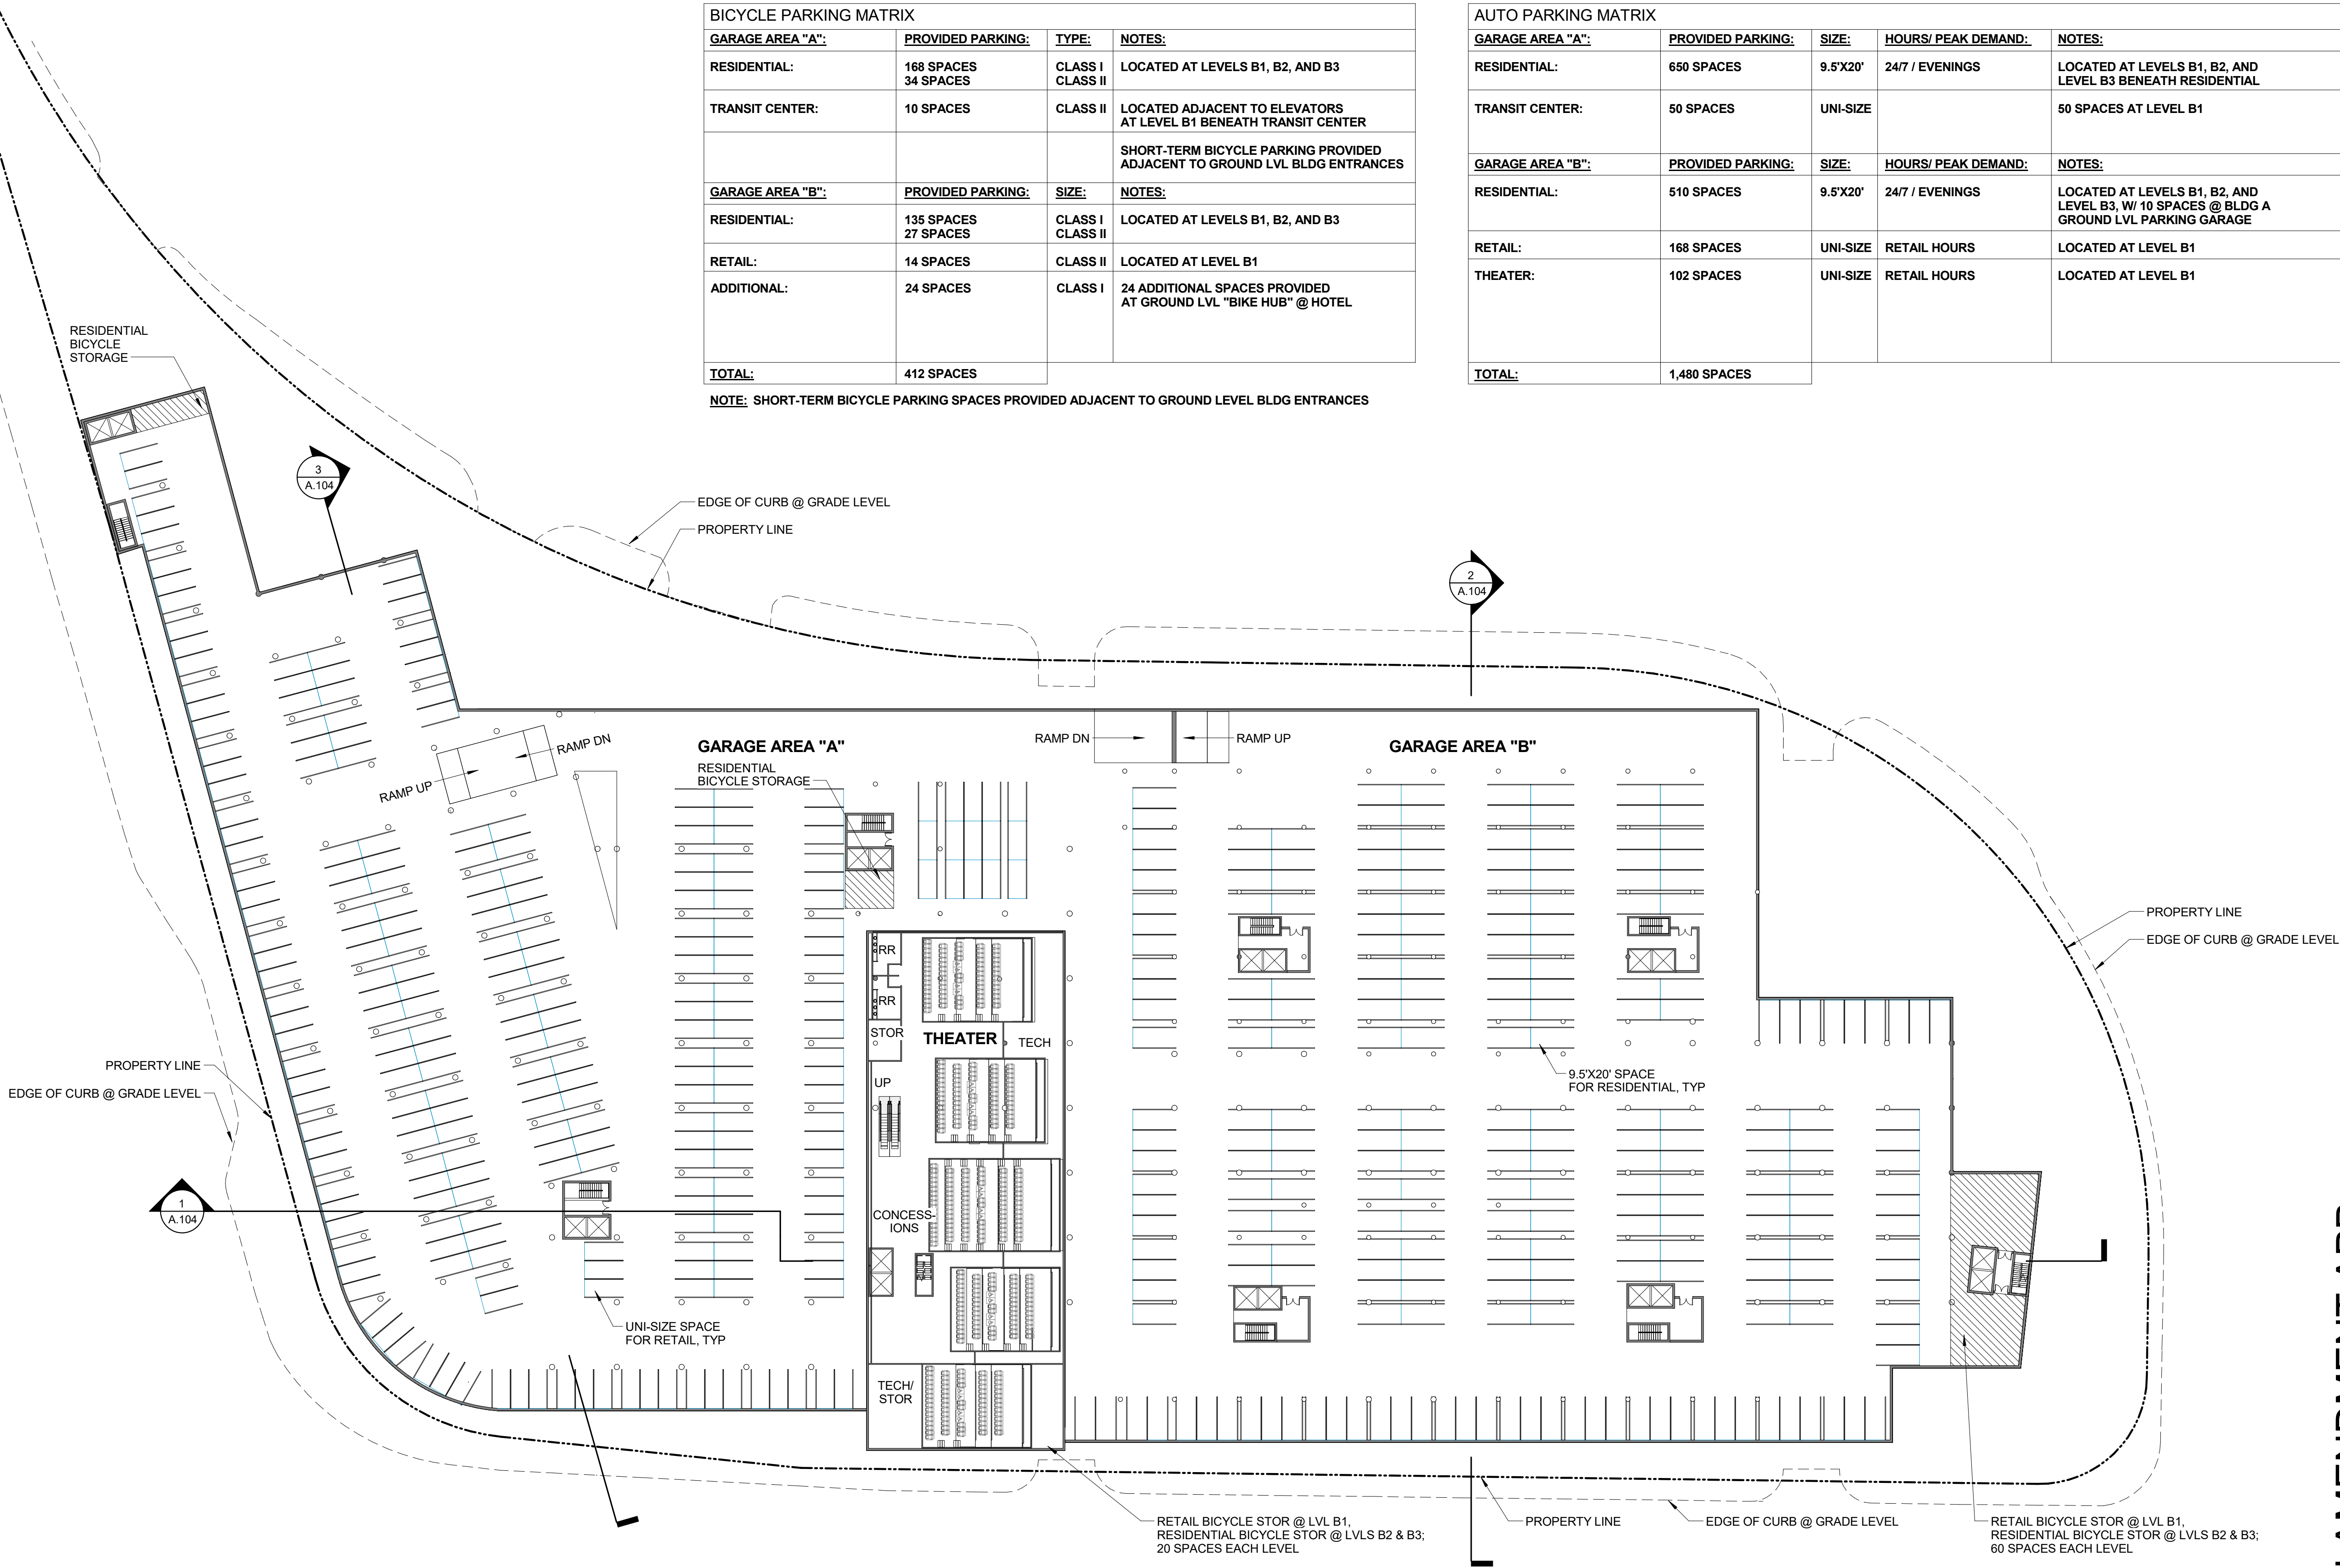 BICYCLE PARKING MATRIX
GARAGE AREA "A": PROVIDED PARKING: TYPE: NOTES:
RESIDENTIAL: 168 SPACES CLASS I LOCATED AT LEVELS B1, B2, AND B3
34 SPACES CLASS II
TRANSIT CENTER: 10 SPACES CLASS II LOCATED ADJACENT TO ELEVATORS
AT LEVEL B1 BENEATH TRANSIT CENTER
SHORT-TERM BICYCLE PARKING PROVIDED
ADJACENT TO GROUND LVL BLDG ENTRANCES
GARAGE AREA "B": PROVIDED PARKING: SIZE: NOTES:
RESIDENTIAL: 135 SPACES CLASS I LOCATED AT LEVELS B1, B2, AND B3
27 SPACES CLASS II
RETAIL: 14 SPACES CLASS II LOCATED AT LEVEL B1
ADDITIONAL: 24 SPACES CLASS I 24 ADDITIONAL SPACES PROVIDED
AT GROUND LVL "BIKE HUB" @ HOTEL
TOTAL: 412 SPACES
NOTE: SHORT-TERM BICYCLE PARKING SPACES PROVIDED ADJACENT TO GROUND LEVEL BLDG ENTRANCES
AUTO PARKING MATRIX
GARAGE AREA "A": PROVIDED PARKING: SIZE: HOURS/ PEAK DEMAND: NOTES:
RESIDENTIAL: 650 SPACES 9.5'X20' 24/7 / EVENINGS LOCATED AT LEVELS B1, B2, AND
LEVEL B3 BENEATH RESIDENTIAL
TRANSIT CENTER: 50 SPACES UNI-SIZE 50 SPACES AT LEVEL B1
GARAGE AREA "B": PROVIDED PARKING: SIZE: HOURS/ PEAK DEMAND: NOTES:
RESIDENTIAL: 510 SPACES 9.5'X20' 24/7 / EVENINGS LOCATED AT LEVELS B1, B2, AND
LEVEL B3, W/ 10 SPACES @ BLDG A
GROUND LVL PARKING GARAGE
RETAIL: 168 SPACES UNI-SIZE RETAIL HOURS LOCATED AT LEVEL B1
THEATER: 102 SPACES UNI-SIZE RETAIL HOURS LOCATED AT LEVEL B1
TOTAL: 1,480 SPACES
RESIDENTIAL
BICYCLE
STORAGE
3
A.104
EDGE OF CURB @ GRADE LEVEL
PROPERTY LINE
2
A.104
RAMP DN
RAMP UP
GARAGE AREA "A"
RESIDENTIAL
BICYCLE STORAGE
RAMP DN
RAMP UP
GARAGE AREA "B"
PROPERTY LINE
EDGE OF CURB @ GRADE LEVEL
RR
RR
STOR
THEATER
TECH
UP
9.5'X20' SPACE
FOR RESIDENTIAL, TYP
PROPERTY LINE
EDGE OF CURB @ GRADE LEVEL
1
A.104
CONCESS-
IONS
UNI-SIZE SPACE
FOR RETAIL, TYP
TECH/
STOR
RETAIL BICYCLE STOR @ LVL B1,
RESIDENTIAL BICYCLE STOR @ LVLS B2 & B3;
20 SPACES EACH LEVEL
PROPERTY LINE
EDGE OF CURB @ GRADE LEVEL
RETAIL BICYCLE STOR @ LVL B1,
RESIDENTIAL BICYCLE STOR @ LVLS B2 & B3;
60 SPACES EACH LEVEL